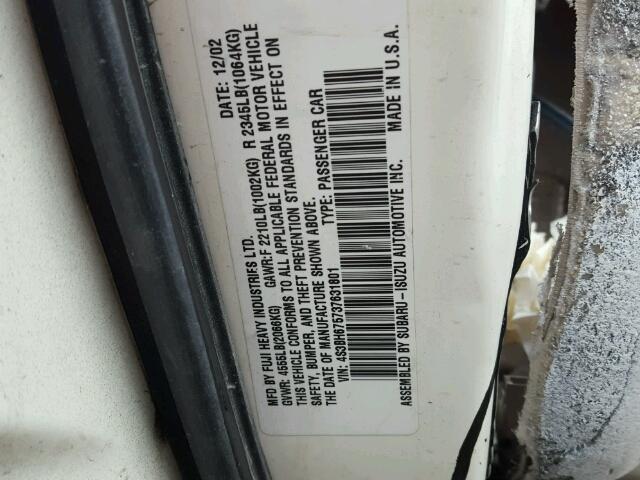 MFD BY FUJI HEAVY INDUSTRIES LTD. DATE: 12/02
GVWR: 4555LB(2066KG) GAWR:F 2210LB(1002KG) R 2345LB(1064KG)
THIS VEHICLE CONFORMS TO ALL APPLICABLE FEDERAL MOTOR VEHICLE
SAFETY, BUMPER, AND THEFT PREVENTION STANDARDS IN EFFECT ON
THE DATE OF MANUFACTURE SHOWN ABOVE.
VIN: 4S3BH675737631801 TYPE: PASSENGER CAR
ASSEMBLED BY SUBARU-ISUZU AUTOMOTIVE INC. MADE IN U.S.A.